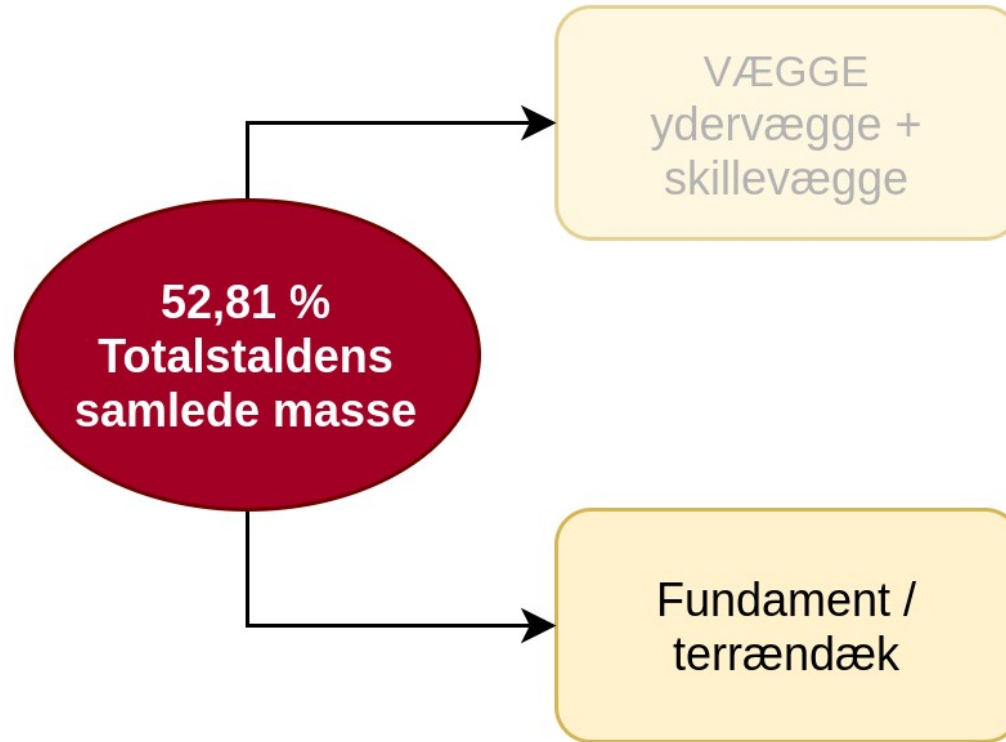 VÆGGE
ydervægge +
skillevægge
52,81 %
Totalstaldens
samlede masse
Fundament /
terrændæk